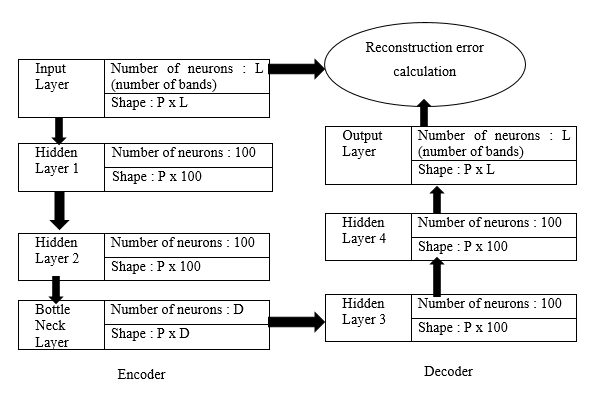 Reconstruction error
calculation
Input
Layer
Number of neurons : L
(number of bands)
Shape : P x L
Hidden
Layer 1
Number of neurons : 100
Shape : P x 100
Hidden
Layer 2
Number of neurons : 100
Shape : P x 100
Bottle
Neck
Layer
Number of neurons : D
Shape : P x D
Encoder
Output
Layer
Number of neurons : L
(number of bands)
Shape : P x L
Hidden
Layer 4
Number of neurons : 100
Shape : P x 100
Hidden
Layer 3
Number of neurons : 100
Shape : P x 100
Decoder